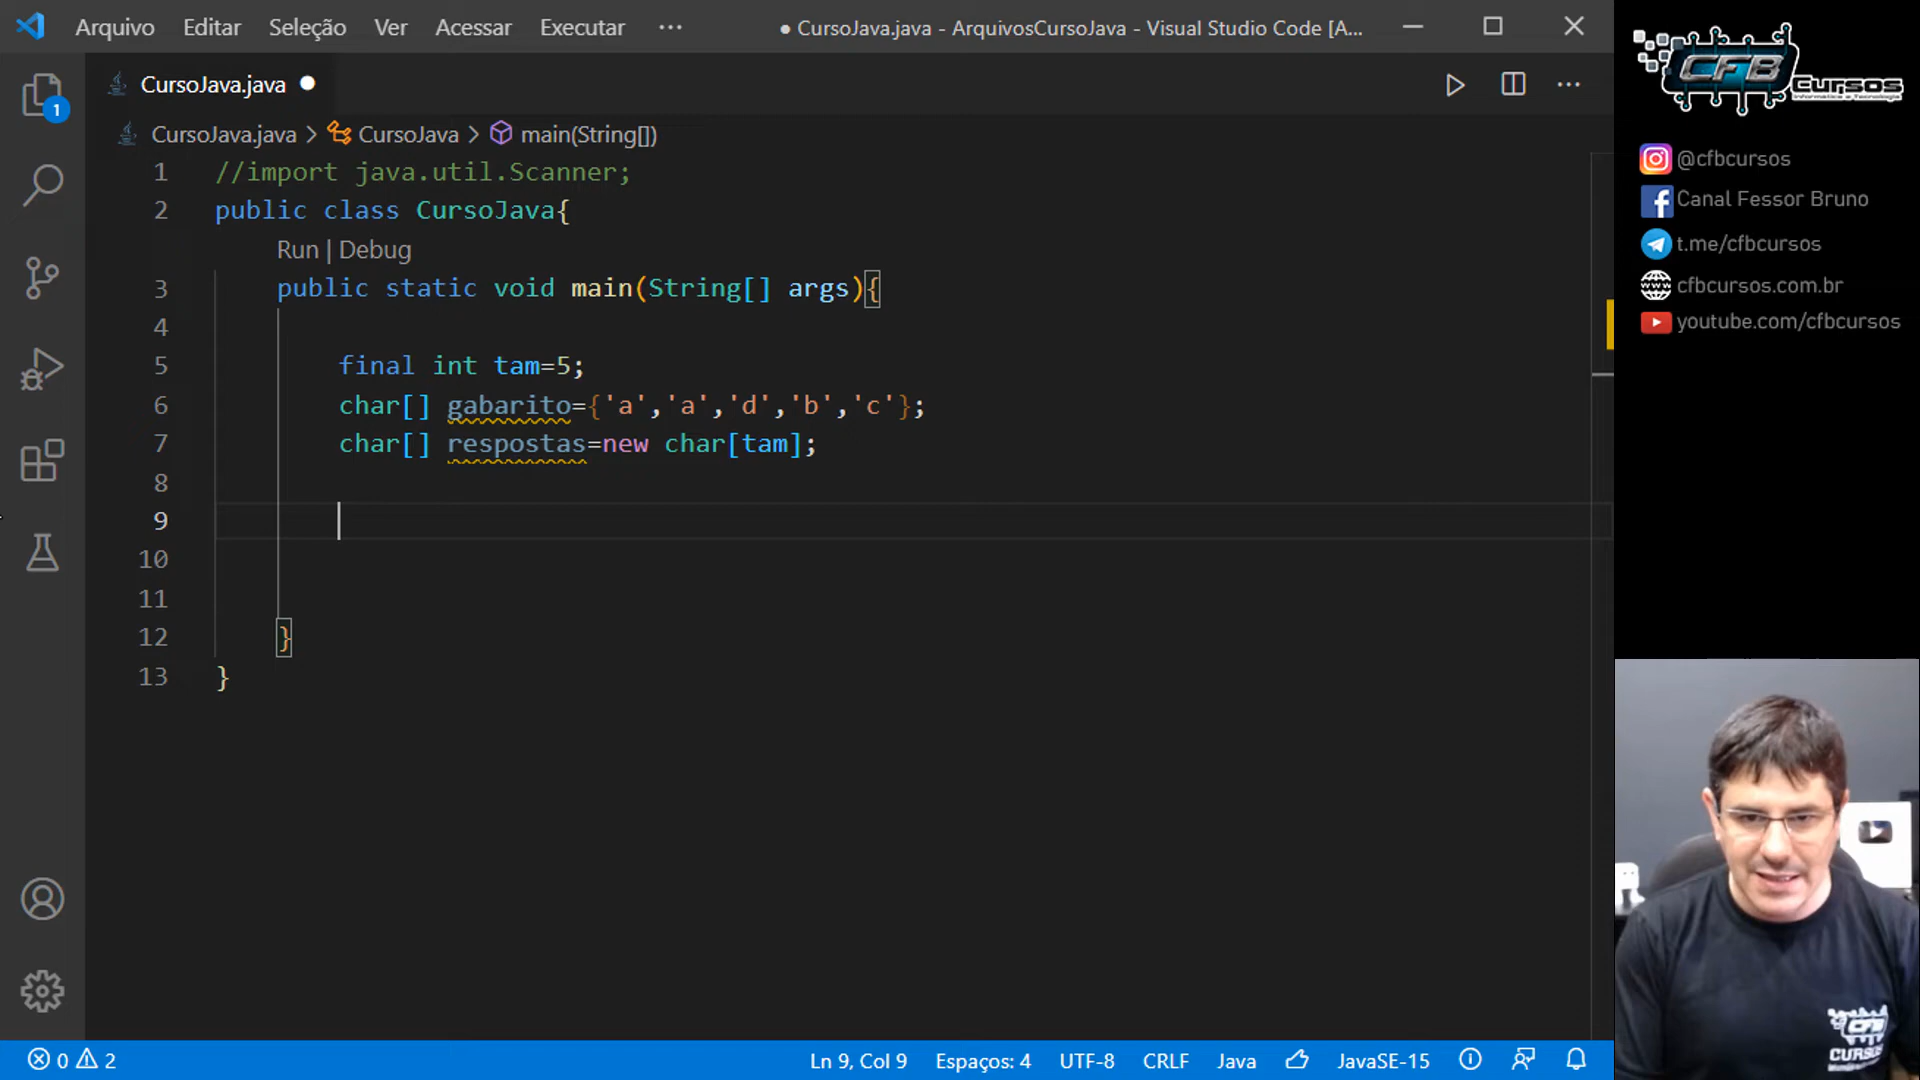 Arquivo Editar Seleção Ver Acessar Executar ··· ● CursoJava.java - ArquivosCursoJava - Visual Studio Code [A...
CursoJava.java ●
1
CursoJava.java > CursoJava > main(String[])
1 //import java.util.Scanner;
2 public class CursoJava{
Run | Debug
3 public static void main(String[] args){
4
5 final int tam=5;
6 char[] gabarito={'a','a','d','b','c'};
7 char[] respostas=new char[tam];
8
9
10
11
12 }
13 }
0 2 Ln 9, Col 9 Espaços: 4 UTF-8 CRLF Java JavaSE-15
CFB Cursos
@cfbcursos
Canal Fessor Bruno
t.me/cfbcursos
cfbcursos.com.br
youtube.com/cfbcursos
CFB
CURSOS